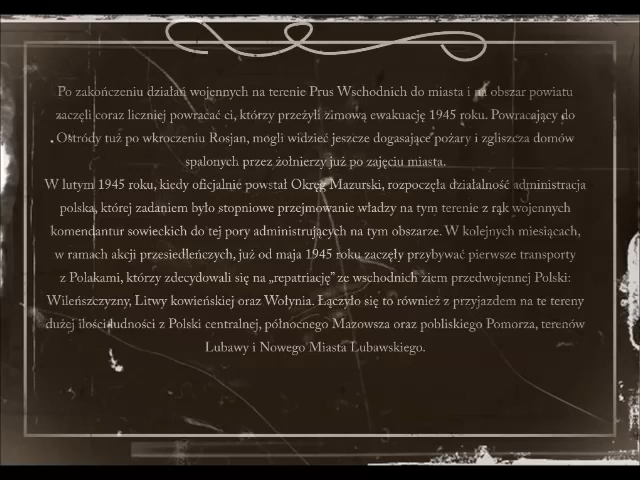 Po zakończeniu działań wojennych na terenie Prus Wschodnich do miasta i na obszar powiatu
zaczęli coraz liczniej powracać ci, którzy przeżyli zimową ewakuację 1945 roku. Powracający do
Ostródy tuż po wkroczeniu Rosjan, mogli widzieć jeszcze dogasające pożary i zgliszcza domów
spalonych przez żołnierzy już po zajęciu miasta.
W lutym 1945 roku, kiedy oficjalnie powstał Okręg Mazurski, rozpoczęła działalność administracja
polska, której zadaniem było stopniowe przejmowanie władzy na tym terenie z rąk wojennych
komendantur sowieckich do tej pory administrujących na tym obszarze. W kolejnych miesiącach,
w ramach akcji przesiedleńczych, już od maja 1945 roku zaczęły przybywać pierwsze transporty
z Polakami, którzy zdecydowali się na „repatriację” ze wschodnich ziem przedwojennej Polski:
Wileńszczyzny, Litwy kowieńskiej oraz Wołynia. Łączyło się to również z przyjazdem na te tereny
dużej ilości ludności z Polski centralnej, północnego Mazowsza oraz pobliskiego Pomorza, terenów
Lubawy i Nowego Miasta Lubawskiego.